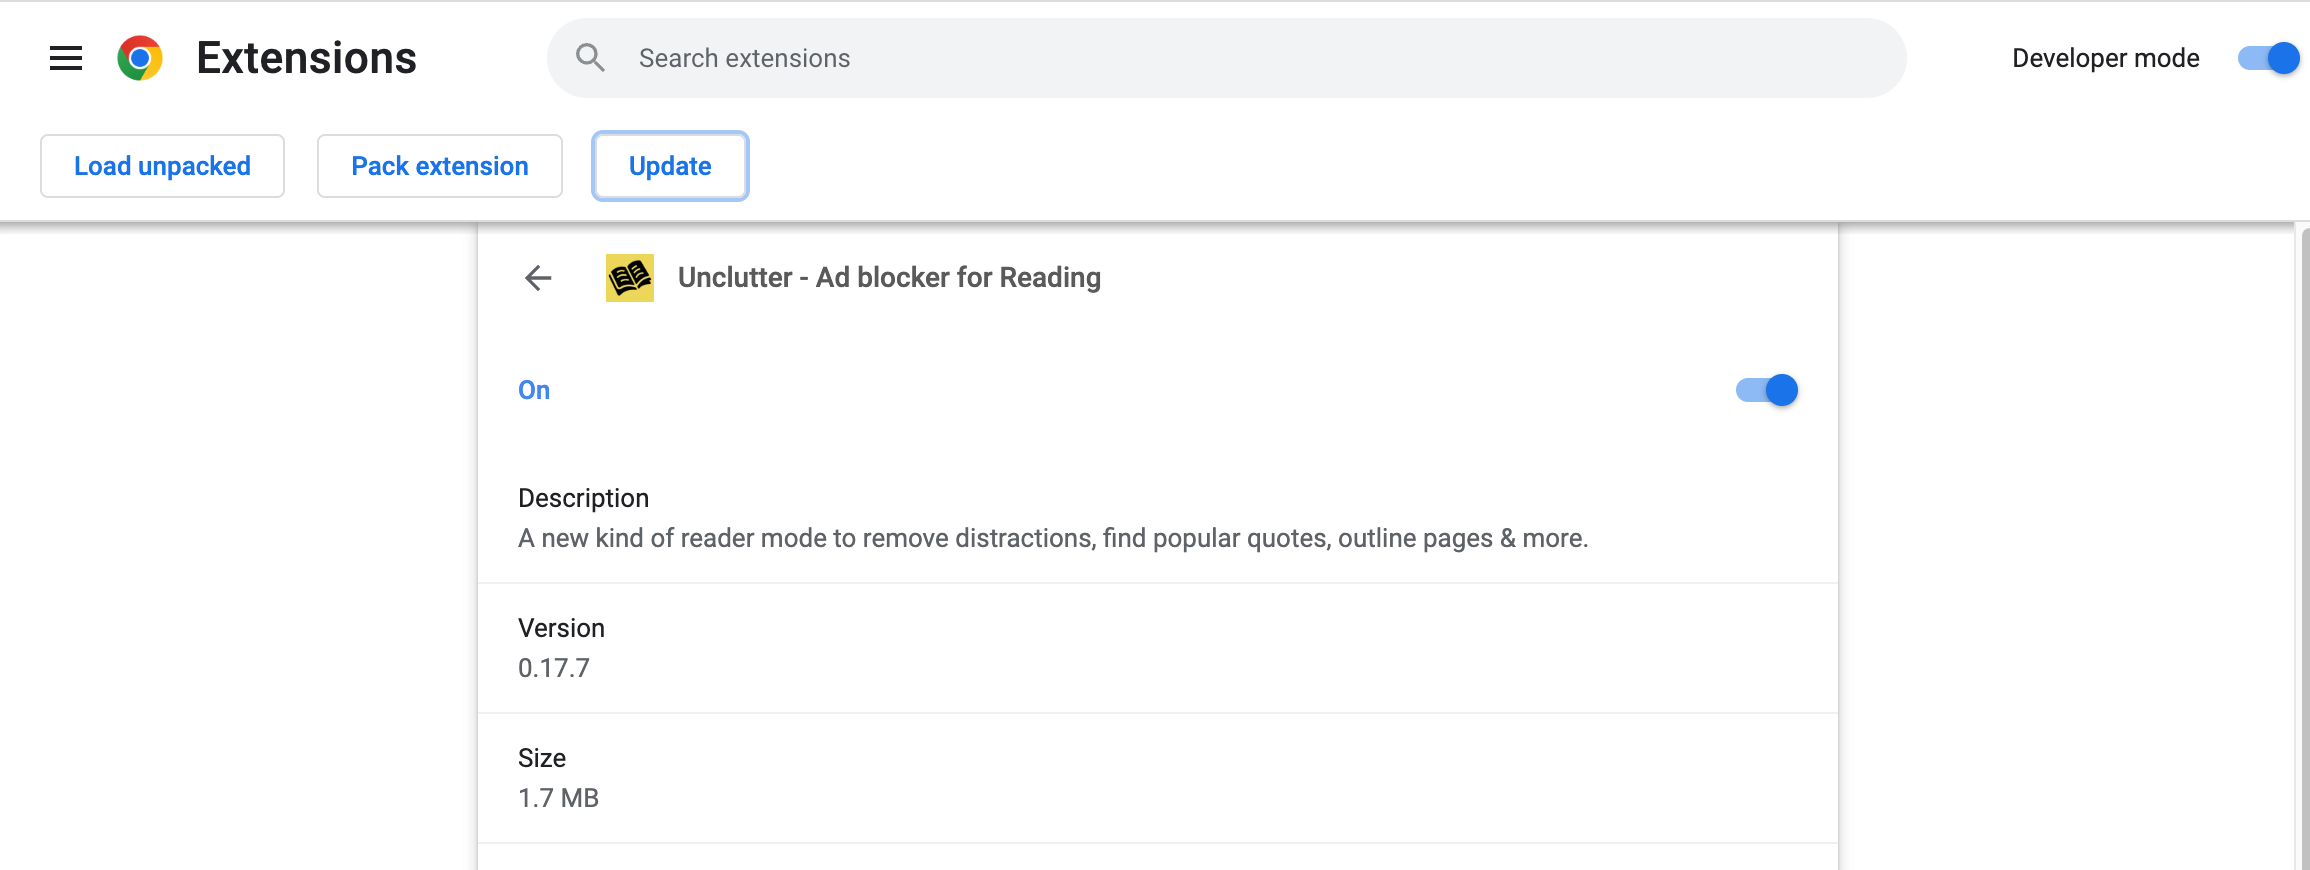 Extensions
Search extensions
Developer mode
Load unpacked
Pack extension
Update
Unclutter - Ad blocker for Reading
On
Description
A new kind of reader mode to remove distractions, find popular quotes, outline pages & more.
Version
0.17.7
Size
1.7 MB